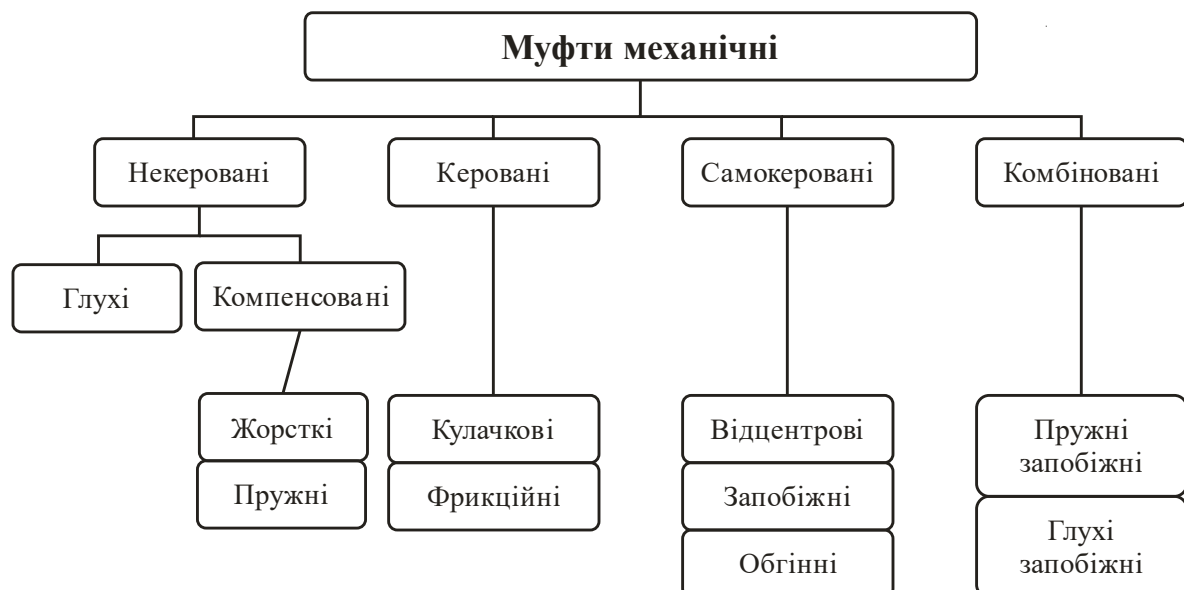 Муфти механічні
Некеровані
Керовані
Самокеровані
Комбіновані
Глухі
Компенсовані
Жорсткі
Пружні
Кулачкові
Фрикційні
Відцентрові
Запобіжні
Обгінні
Пружні
запобіжні
Глухі
запобіжні